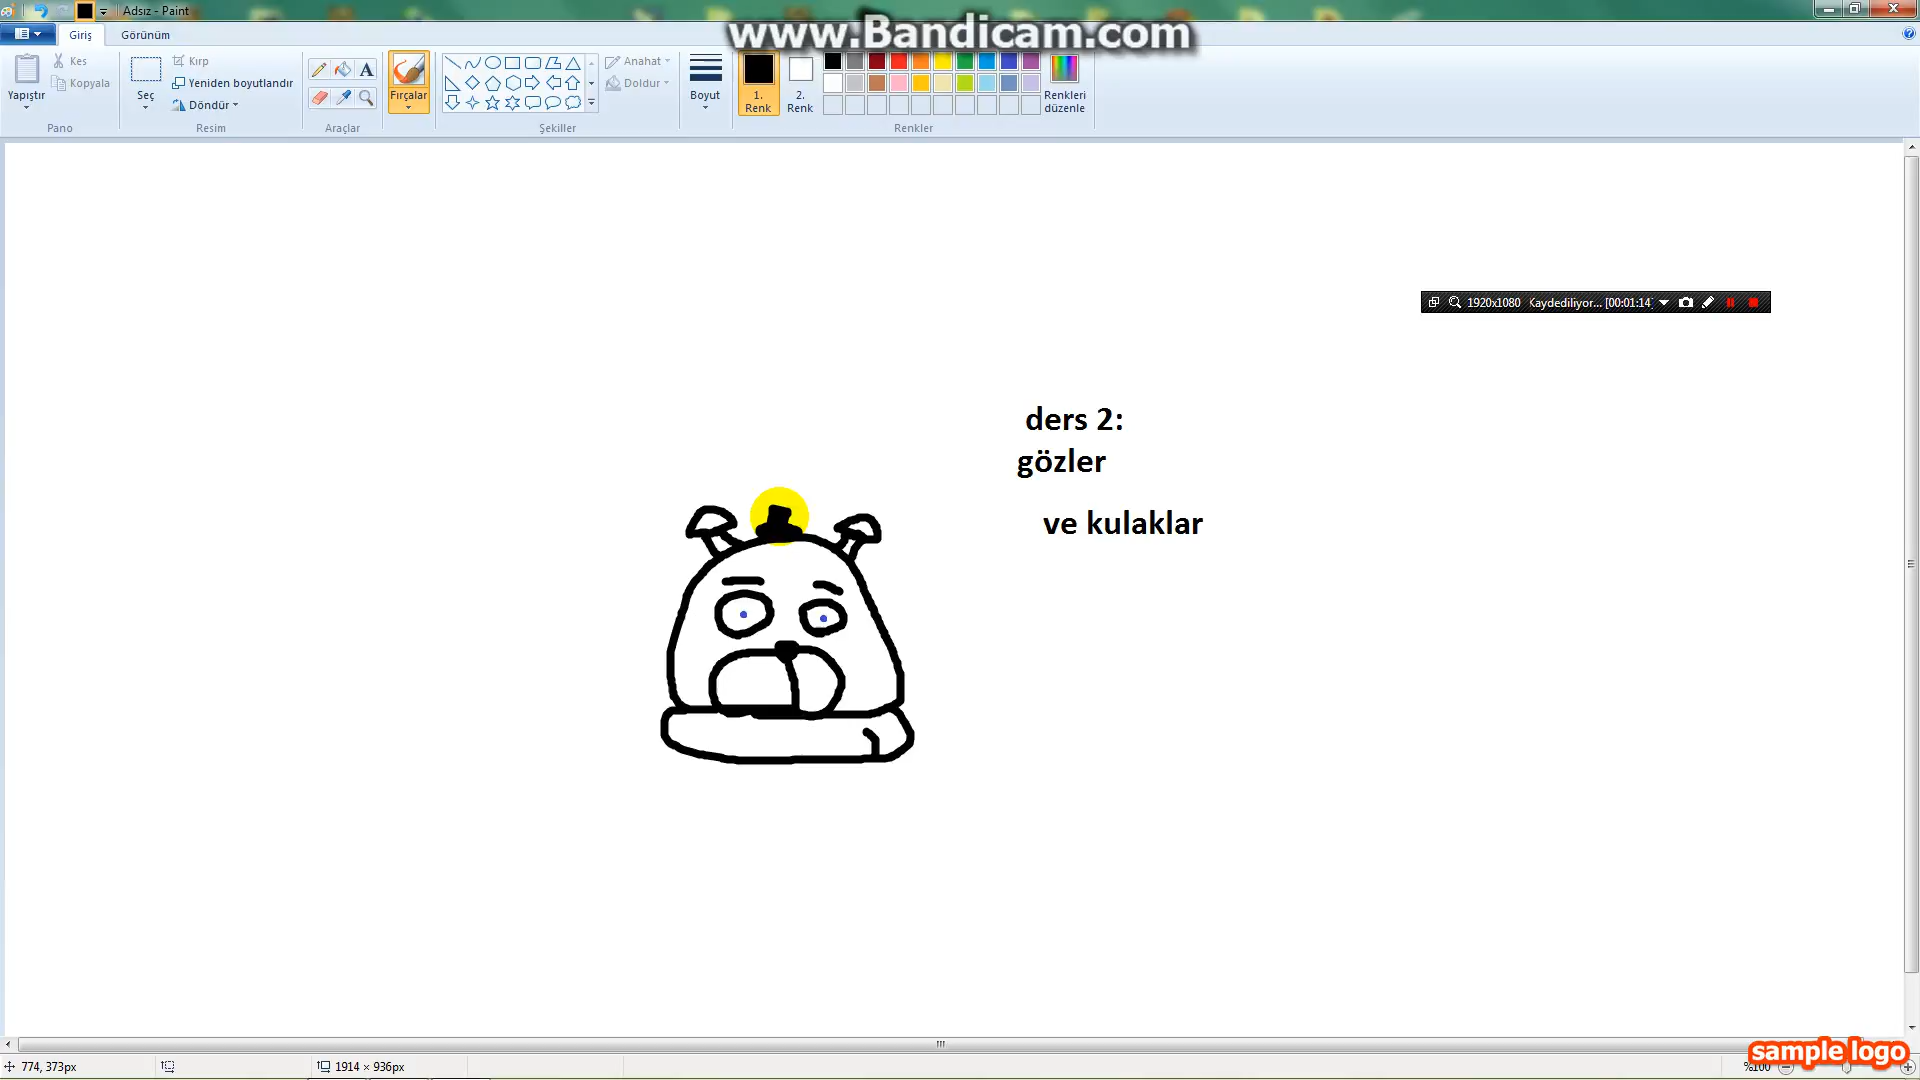 Adsız - Paint
www.Bandicam.com
Giriş Görünüm
Yapıştır
Kes
Kopyala
Pano
Seç
Kırp
Yeniden boyutlandır
Döndür
Resim
Araçlar
Fırçalar
Şekiller
Anahat
Doldur
Boyut
1.
Renk
2.
Renk
Renkler
Renkleri
düzenle
1920x1080 Kaydediliyor... [00:01:14]
ders 2:
gözler
ve kulaklar
774, 373px
1914 × 936px
%100
sample logo